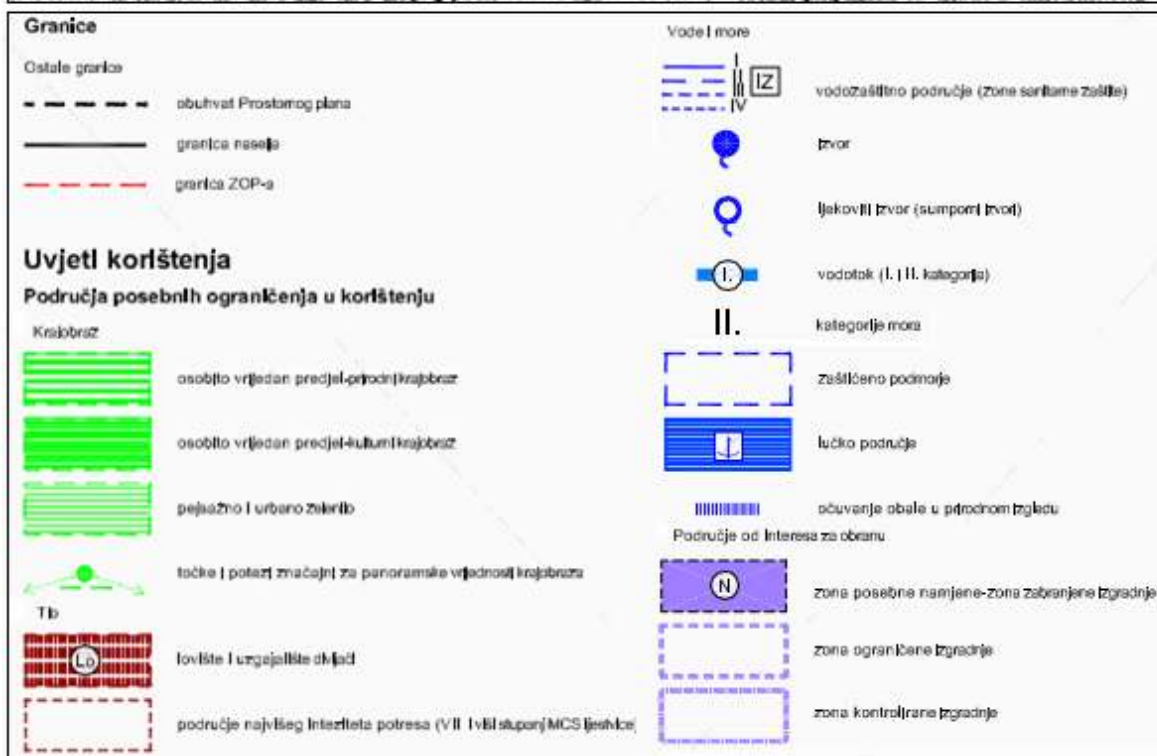 Granice
Ostale granice
obuhvat Prostornog plana
granica naselja
granica ZOP-a
Uvjeti korištenja
Područja posebnih ograničenja u korištenju
Krajobraz
osobito vrijedan predjel-prirodni krajobraz
osobito vrijedan predjel-kulturni krajobraz
pejsažno i urbano zelenilo
točke i potezi značajni za panoramske vrijednosti krajobraza
Tlo
Lo
lovište i uzgajalište divljači
područje najvišeg inteziteta potresa (VII i viši stupanj MCS ljestvice)
Vode i more
I
II
III
IV
IZ
vodozaštitno područje (zone sanitarne zaštite)
Izvor
ljekoviti izvor (sumporni izvori)
I.
vodotok (I. i II. kategorija)
II.
kategorije mora
zaštićeno podmorje
lučko područje
očuvanje obale u prirodnom izgledu
Područje od interesa za obranu
N
zona posebne namjene-zona zabranjene izgradnje
zona ograničene izgradnje
zona kontrolirane izgradnje